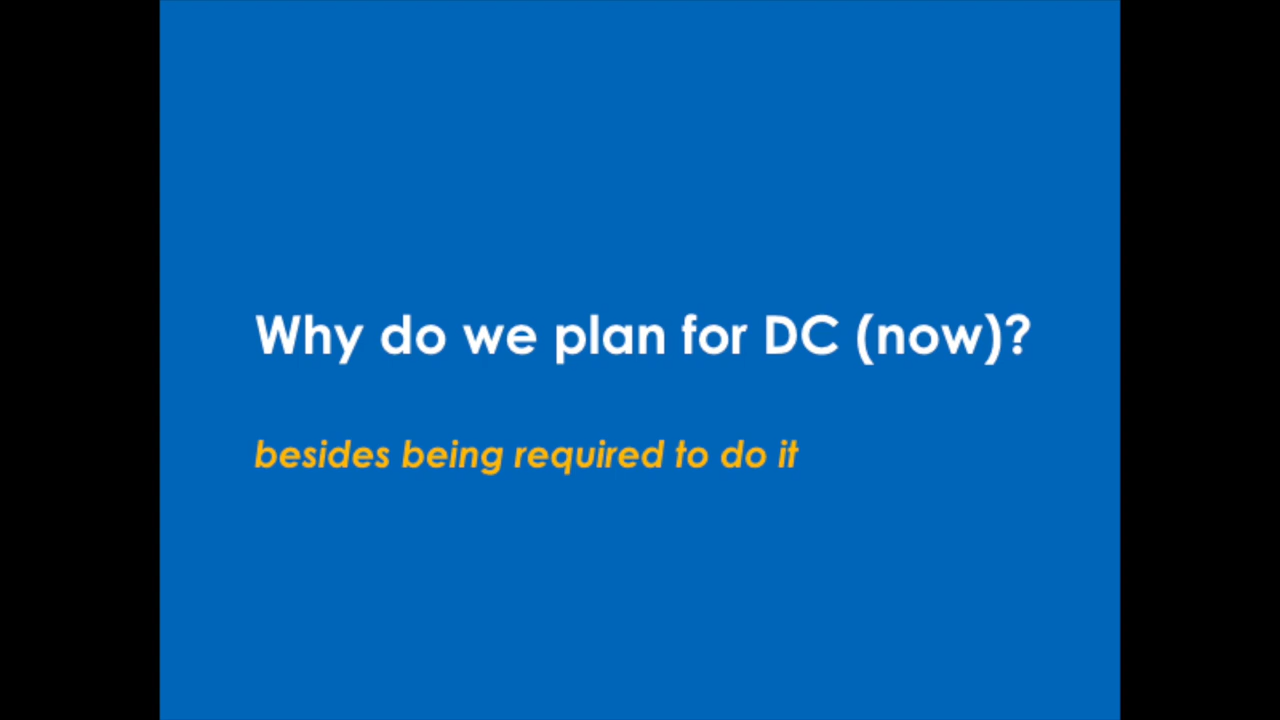 Why do we plan for DC (now)?
besides being required to do it